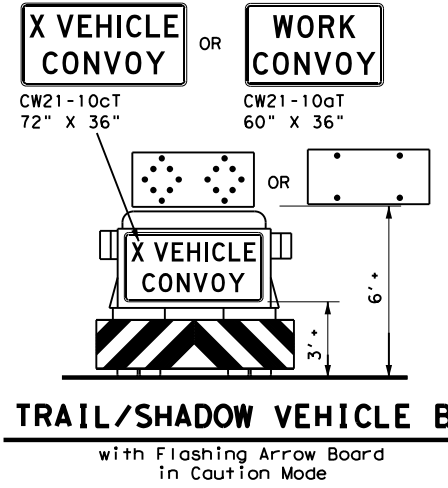 X VEHICLE
CONVOY
OR
WORK
CONVOY
CW21-10cT
72" X 36"
CW21-10aT
60" X 36"
OR
X VEHICLE
CONVOY
6'+
3'+
TRAIL/SHADOW VEHICLE B
with Flashing Arrow Board
in Caution Mode